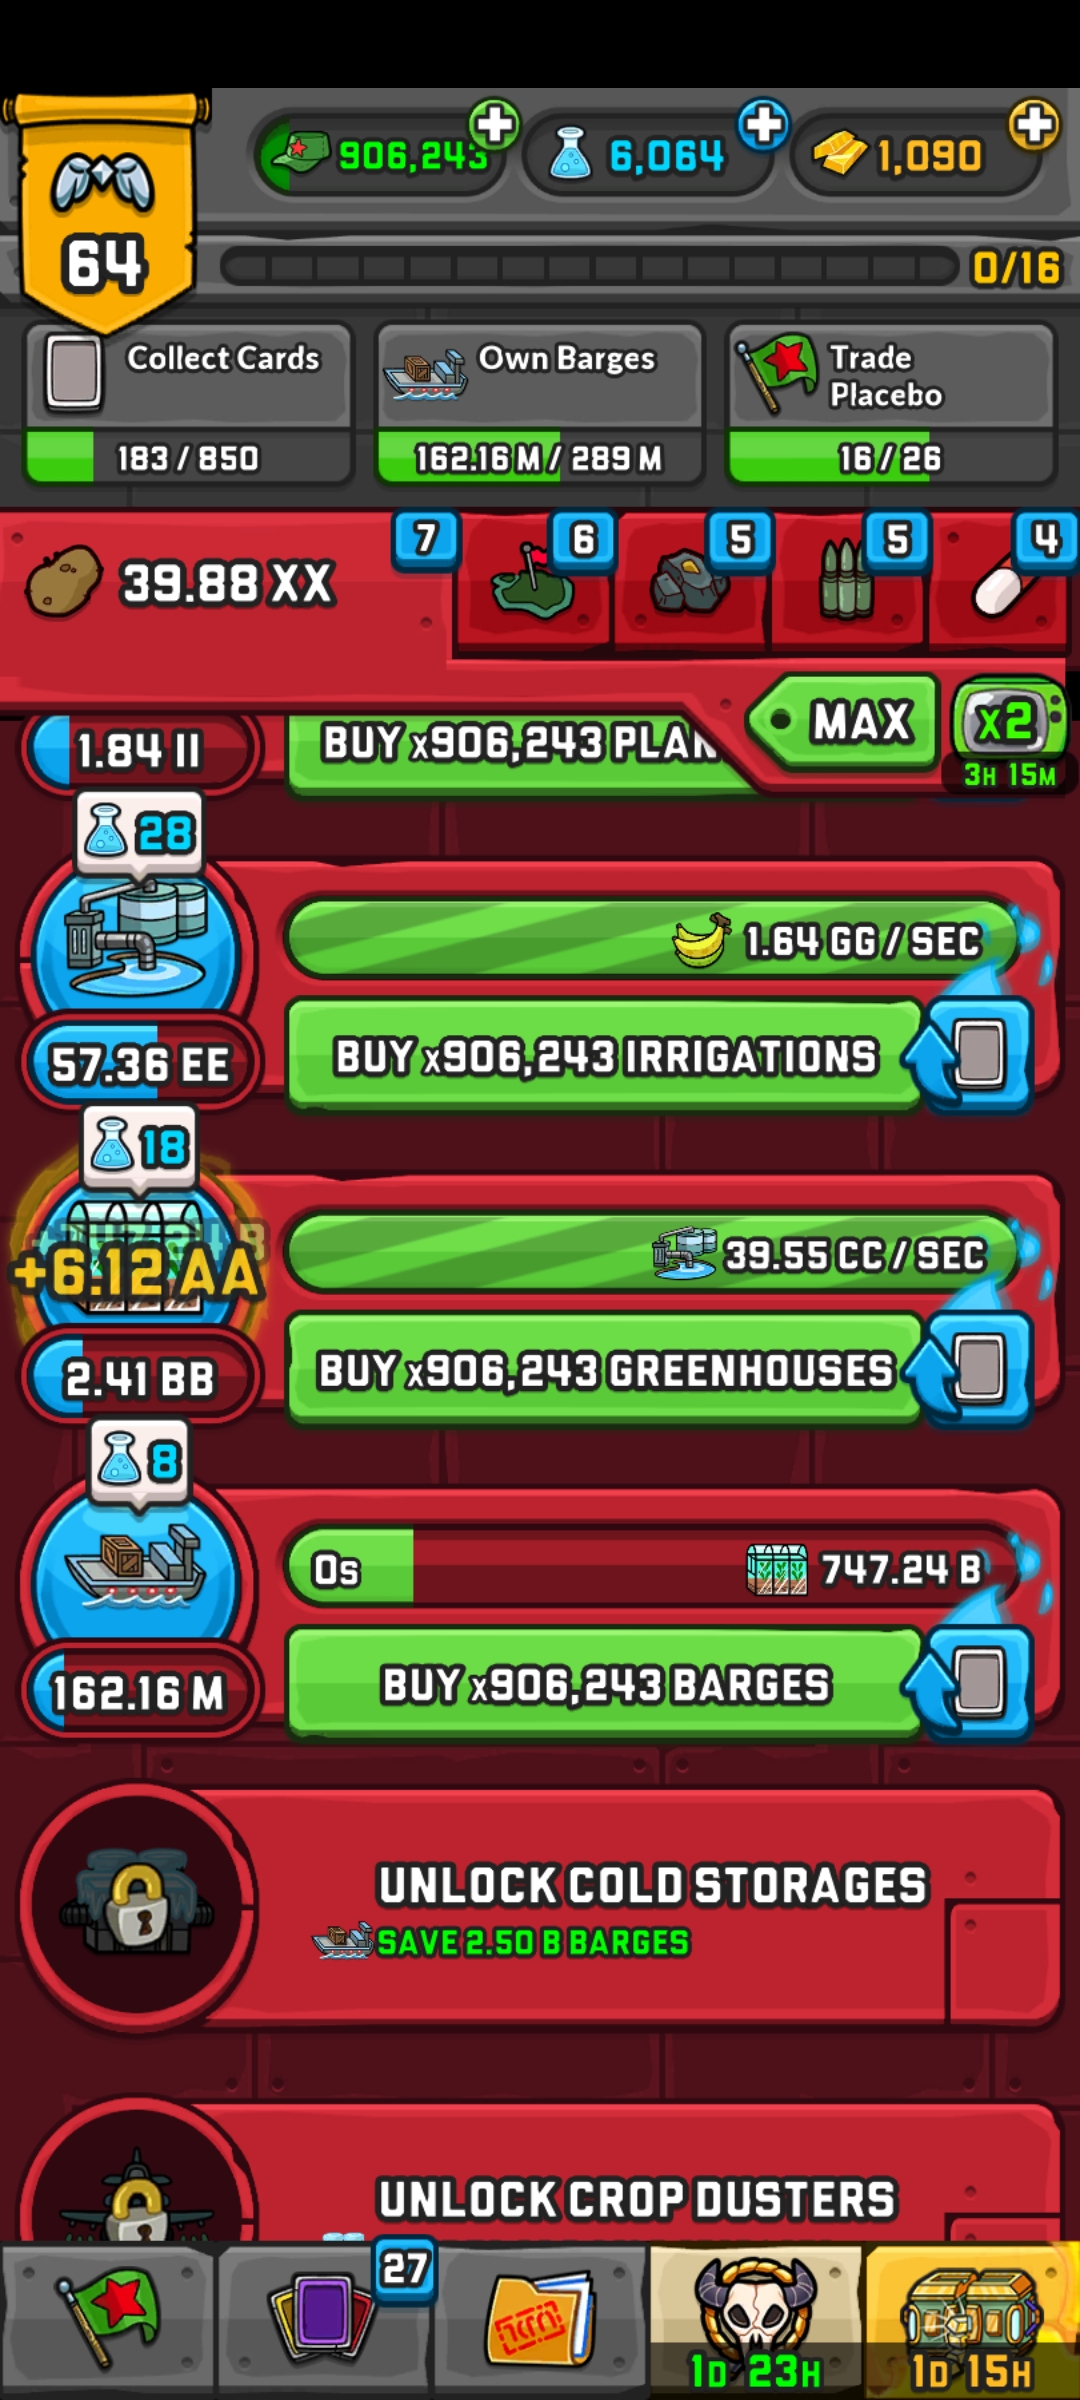 906,243
6,064
1,090
64
0/16
Collect Cards
183 / 850
Own Barges
162.16 M / 289 M
Trade
Placebo
16 / 26
39.88 XX
7
6
5
5
4
MAX
x2
3H 15M
1.84 II
BUY x906,243 PLAN
28
1.64 GG / SEC
57.36 EE
BUY x906,243 IRRIGATIONS
18
+6.12 AA
39.55 CC / SEC
2.41 BB
BUY x906,243 GREENHOUSES
8
0s
747.24 B
162.16 M
BUY x906,243 BARGES
UNLOCK COLD STORAGES
SAVE 2.50 B BARGES
UNLOCK CROP DUSTERS
27
1D 23H
1D 15H